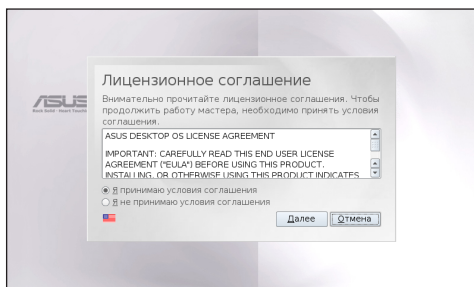 Лицензионное соглашение
ASUS
Внимательно прочитайте лицензионное соглашения. Чтобы
продолжить работу мастера, необходимо принять условия
соглашения.
ASUS DESKTOP OS LICENSE AGREEMENT
IMPORTANT: CAREFULLY READ THIS END USER LICENSE
AGREEMENT ("EULA") BEFORE USING THIS PRODUCT.
INSTALLING, OR OTHERWISE USING THIS PRODUCT INDICATES
Я принимаю условия соглашения
Я не принимаю условия соглашения
Далее
Отмена